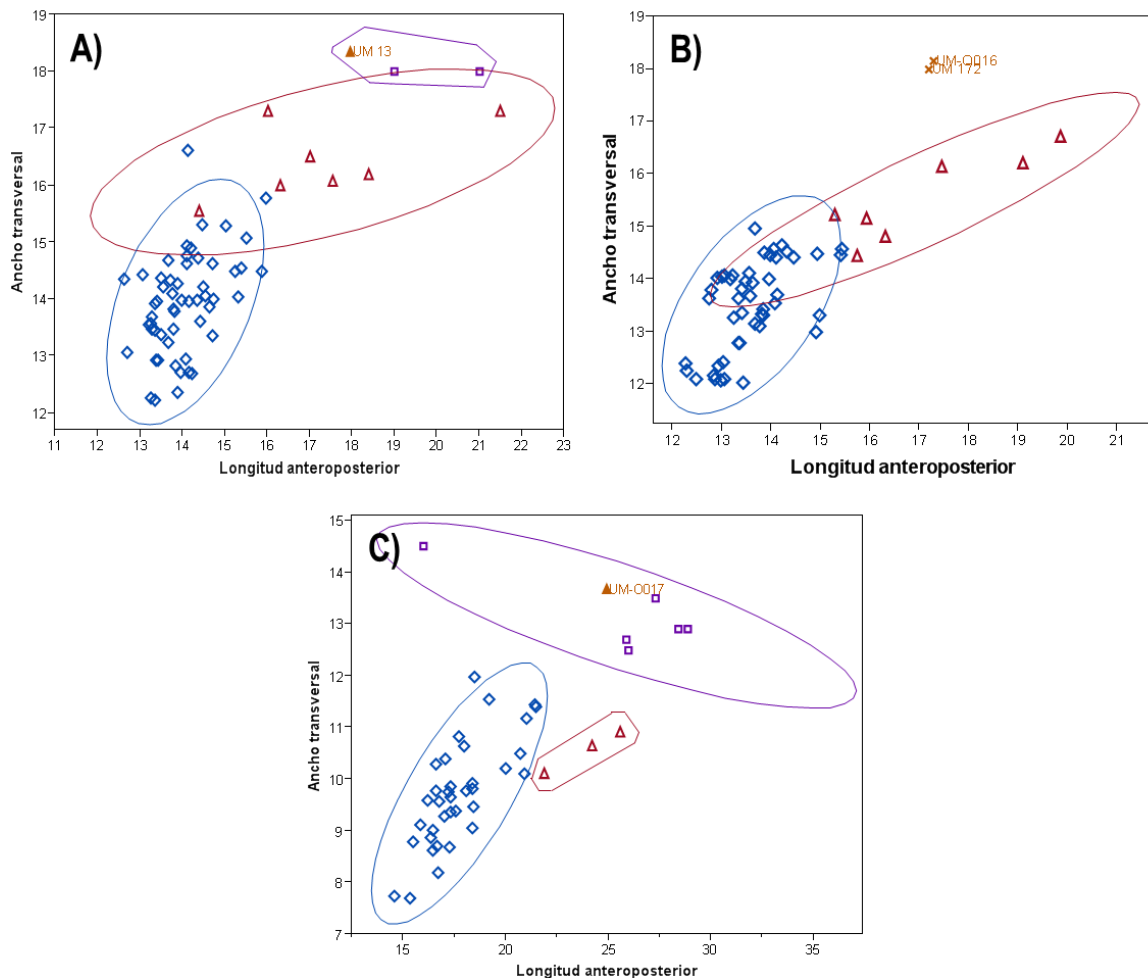 A)
19
18
17
16
15
14
13
12
Ancho transversal
UM 13
11 12 13 14 15 16 17 18 19 20 21 22 23
Longitud anteroposterior
B)
19
18
17
16
15
14
13
12
Ancho transversal
UM-O016
UM 172
12 13 14 15 16 17 18 19 20 21
Longitud anteroposterior
C)
15
14
13
12
11
10
9
8
7
Ancho transversal
UM-O017
15 20 25 30 35
Longitud anteroposterior